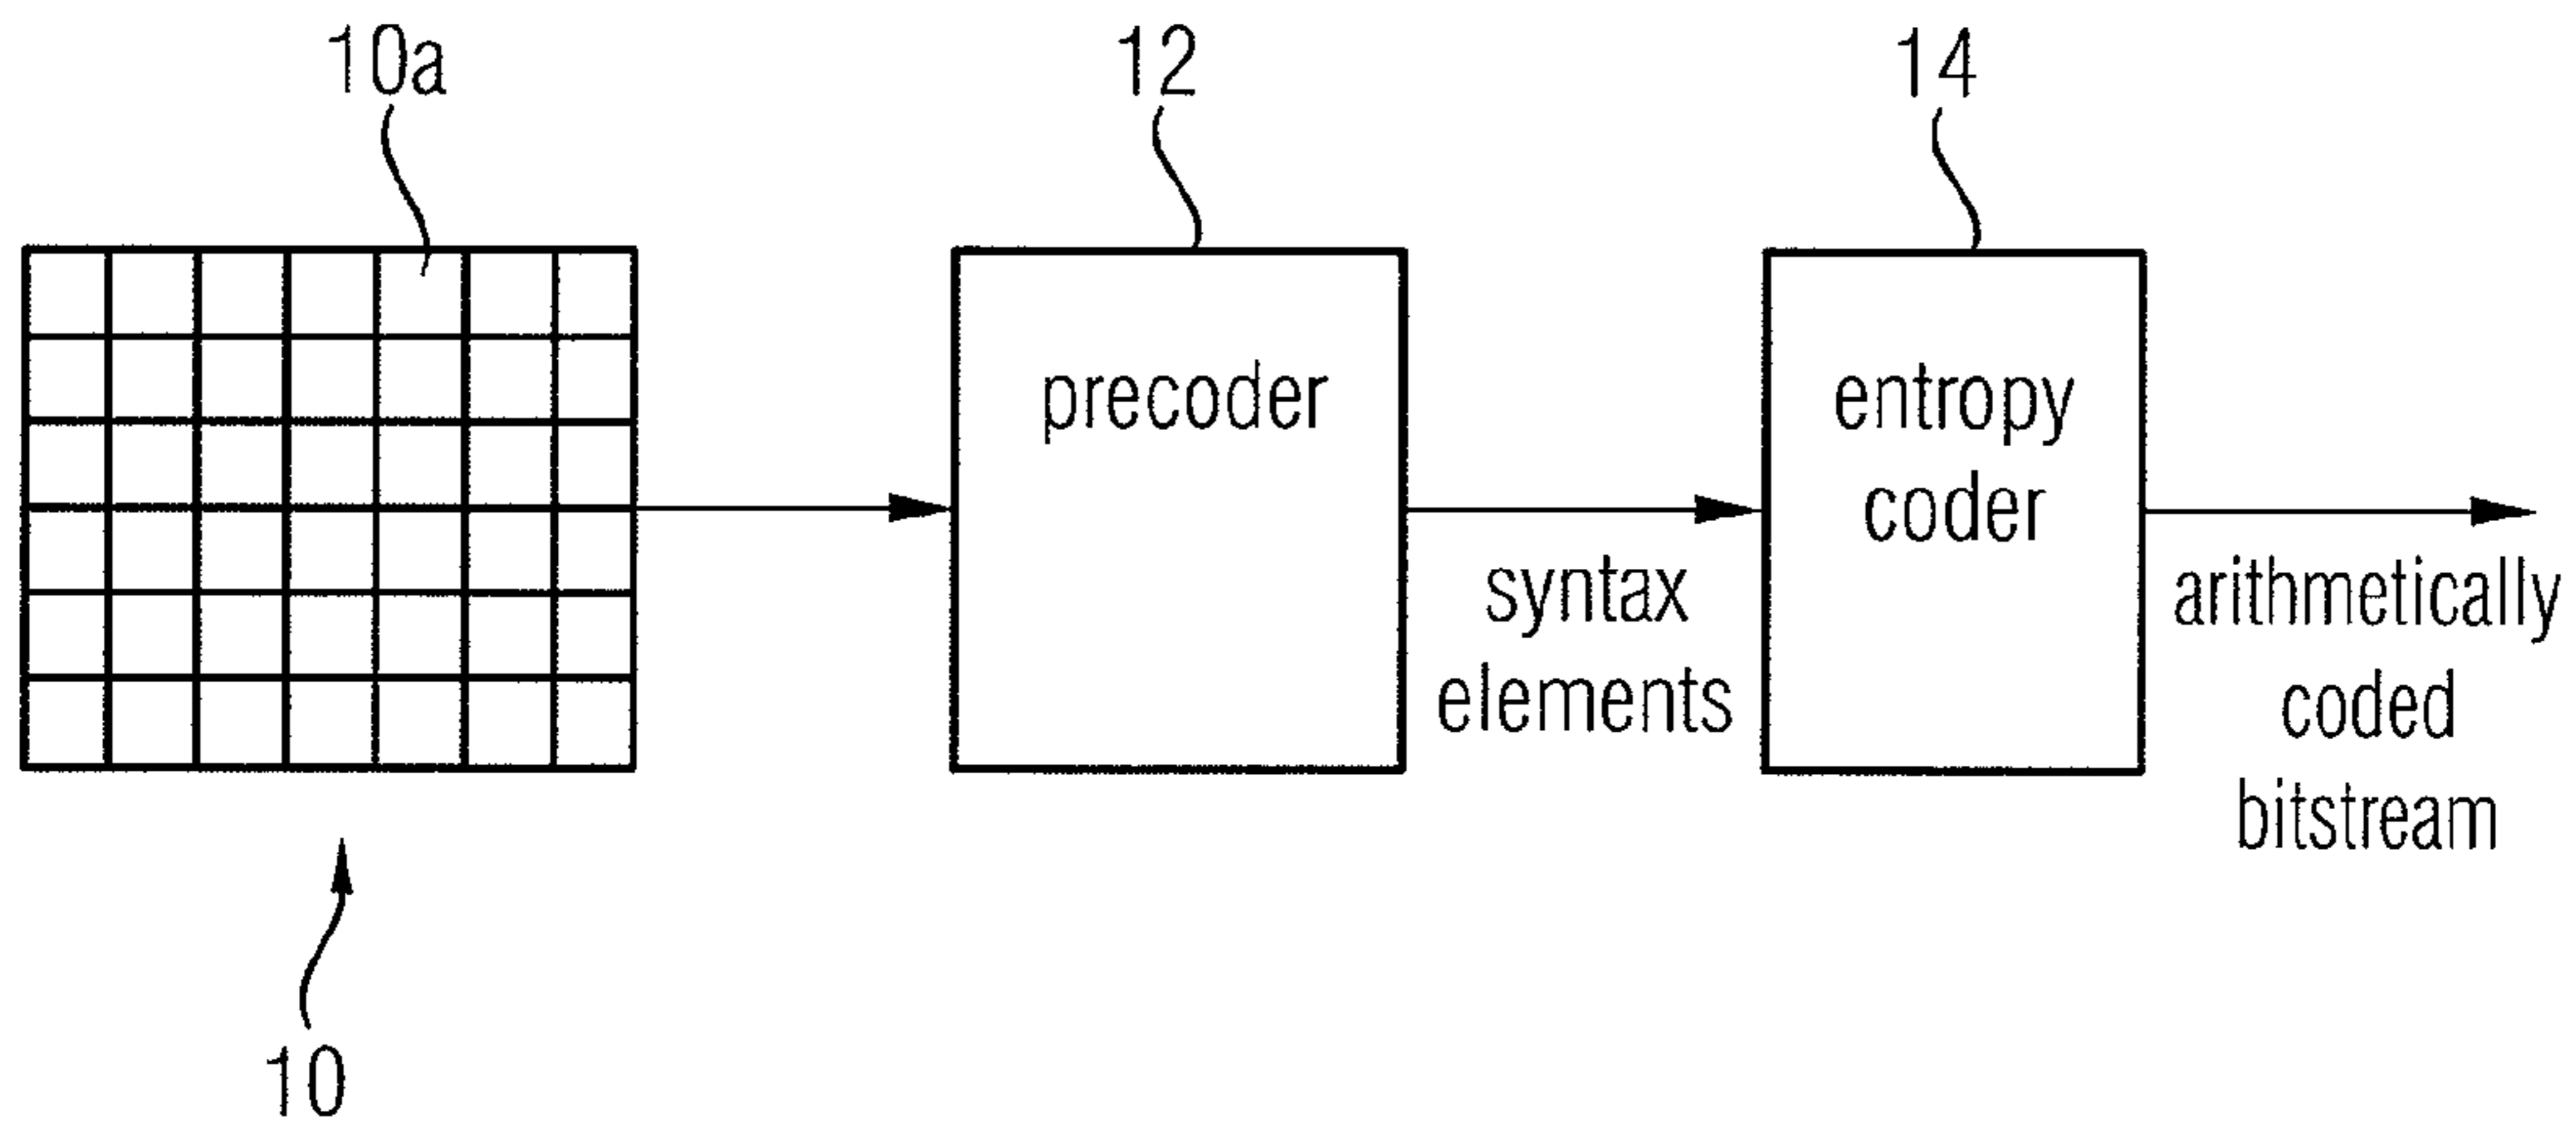 10a
12
14
precoder
entropy
coder
syntax
elements
arithmetically
coded
bitstream
10